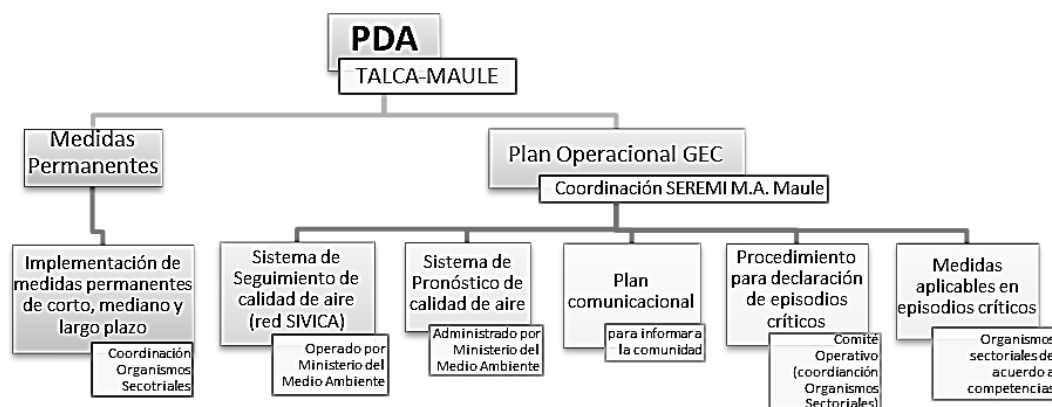 PDA
TALCA-MAULE
Medidas
Permanentes
Plan Operacional GEC
Coordinación SEREMI M.A. Maule
Implementación de
medidas permanentes
de corto, mediano y
largo plazo
Coordinación
Organismos
Secotriales
Sistema de
Seguimiento de
calidad de aire
(red SIVICA)
Operado por
Ministerio del
Medio Ambiente
Sistema de
Pronóstico de
calidad de aire
Administrado por
Ministerio del
Medio Ambiente
Plan
comunicacional
para informar a
la comunidad
Procedimiento
para declaración
de episodios
críticos
Comité
Operativo
(coordianción
Organismos
Sectoriales)
Medidas
aplicables en
episodios críticos
Organismos
sectoriales de
acuerdo a
competencias